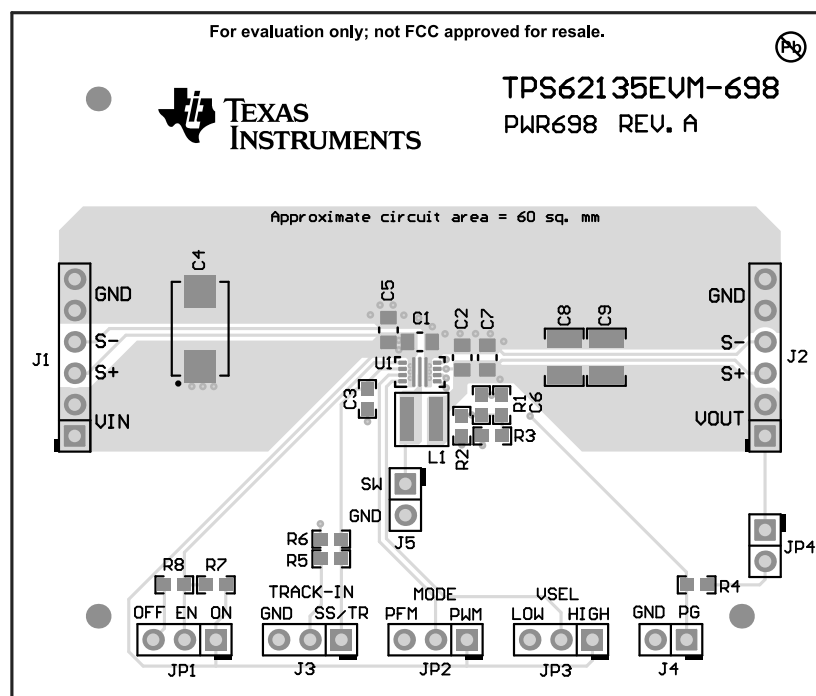 For evaluation only; not FCC approved for resale.
Pb
TEXAS
INSTRUMENTS
TPS62135EVM-698
PWR698 REV. A
Approximate circuit area = 60 sq. mm
J1
GND
S-
S+
VIN
C4
C5
C1
C2
C7
U1
C3
C8
C9
GND
S-
S+
VOUT
J2
R1
C6
R3
R2
L1
SW
GND
J5
JP4
R6
R5
R8
R7
R4
TRACK-IN
MODE
VSEL
OFF EN ON
GND SS/TR
PFM PWM
LOW HIGH
GND PG
JP1
J3
JP2
JP3
J4